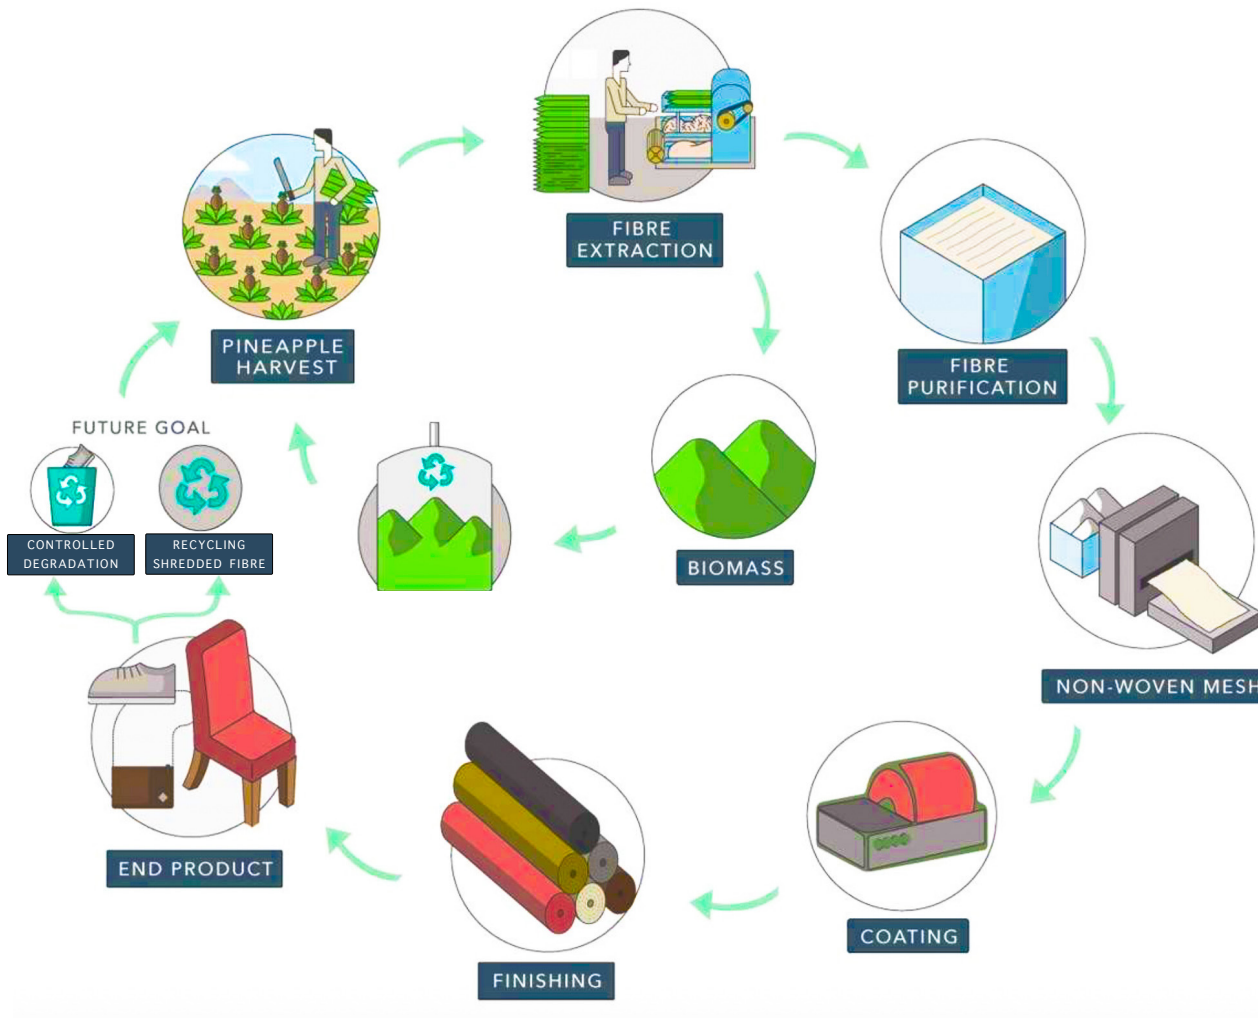 FIBRE
EXTRACTION
PINEAPPLE
HARVEST
FIBRE
PURIFICATION
FUTURE GOAL
CONTROLLED
DEGRADATION
RECYCLING
SHREDDED FIBRE
BIOMASS
NON-WOVEN MESH
END PRODUCT
COATING
FINISHING